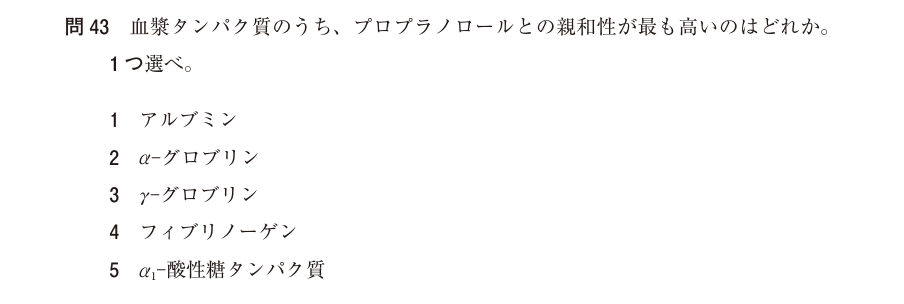 問 43　血漿タンパク質のうち、プロプラノロールとの親和性が最も高いのはどれか。
1 つ選べ。
1　アルブミン
2　α-グロブリン
3　γ-グロブリン
4　フィブリノーゲン
5　α₁-酸性糖タンパク質